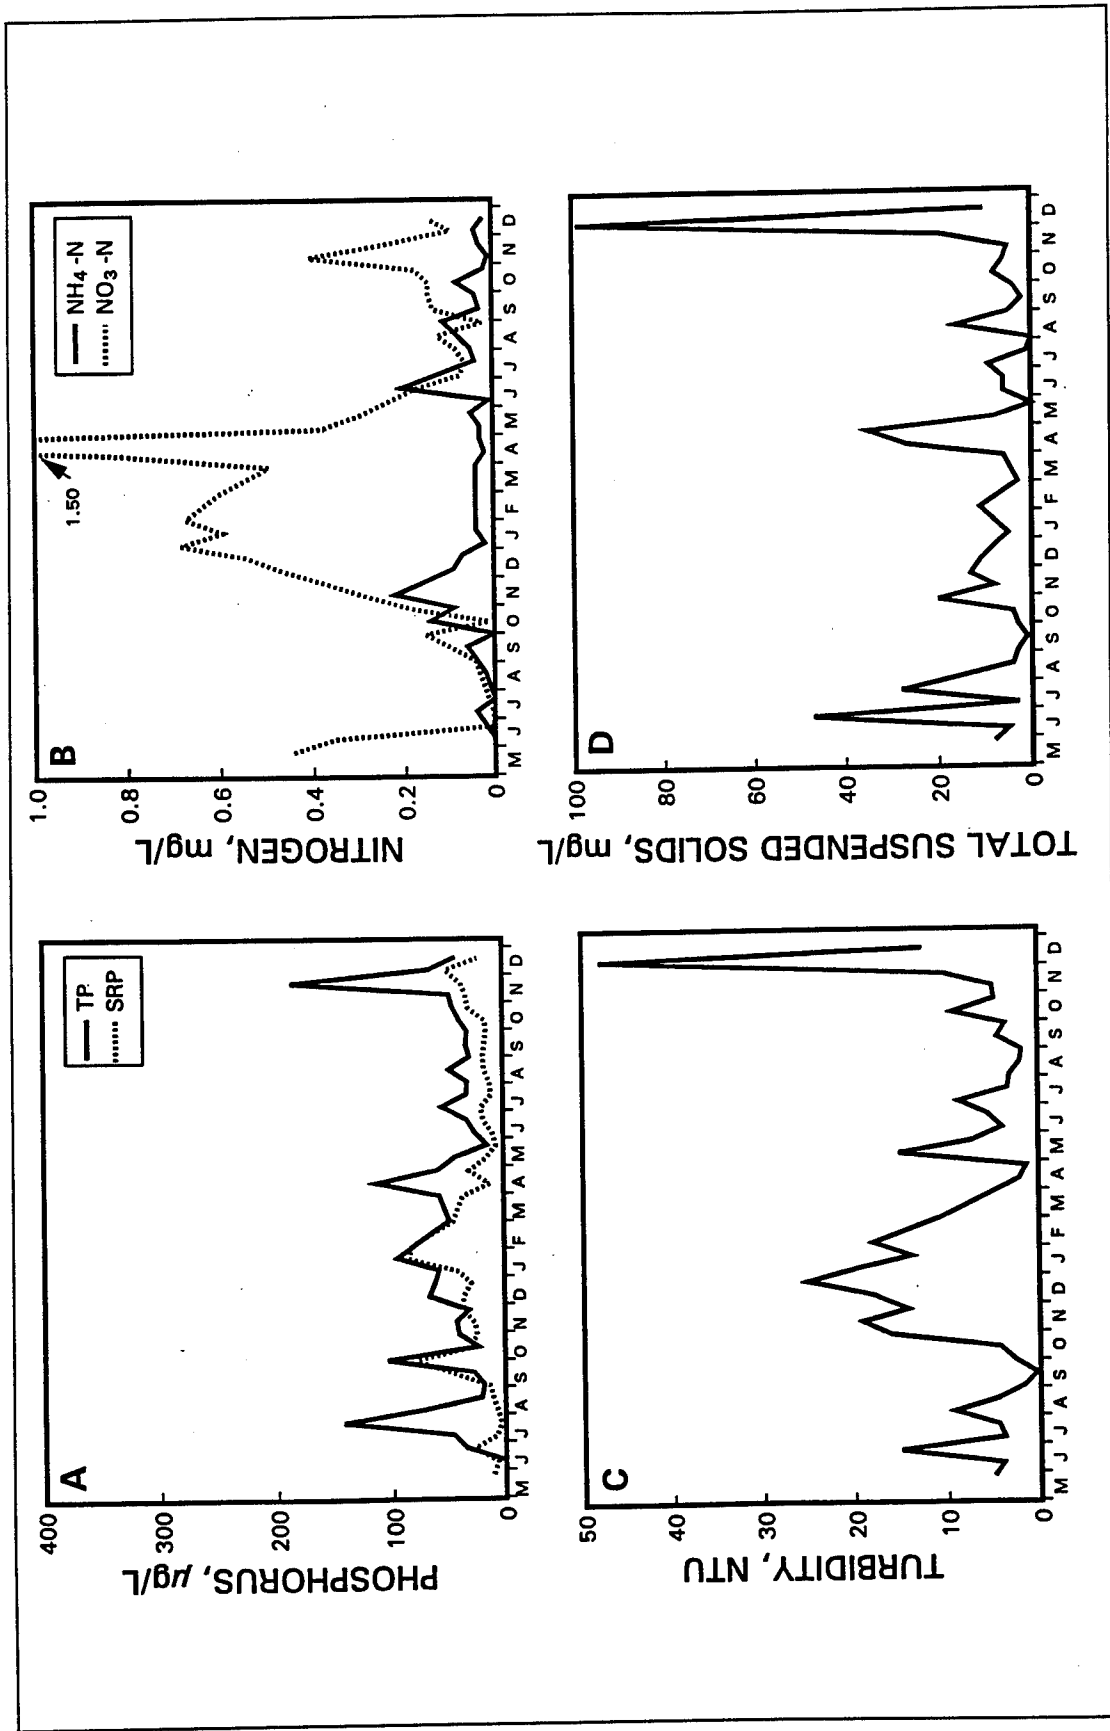 A
TP
SRP
400
300
200
100
0
PHOSPHORUS, µg/L
M J J A S O N D J F M A M J J A S O N D
B
NH4 -N
NO3 -N
1.50
1.0
0.8
0.6
0.4
0.2
0
NITROGEN, mg/L
M J J A S O N D J F M A M J J A S O N D
C
50
40
30
20
10
0
TURBIDITY, NTU
M J J A S O N D J F M A M J J A S O N D
D
100
80
60
40
20
0
TOTAL SUSPENDED SOLIDS, mg/L
M J J A S O N D J F M A M J J A S O N D